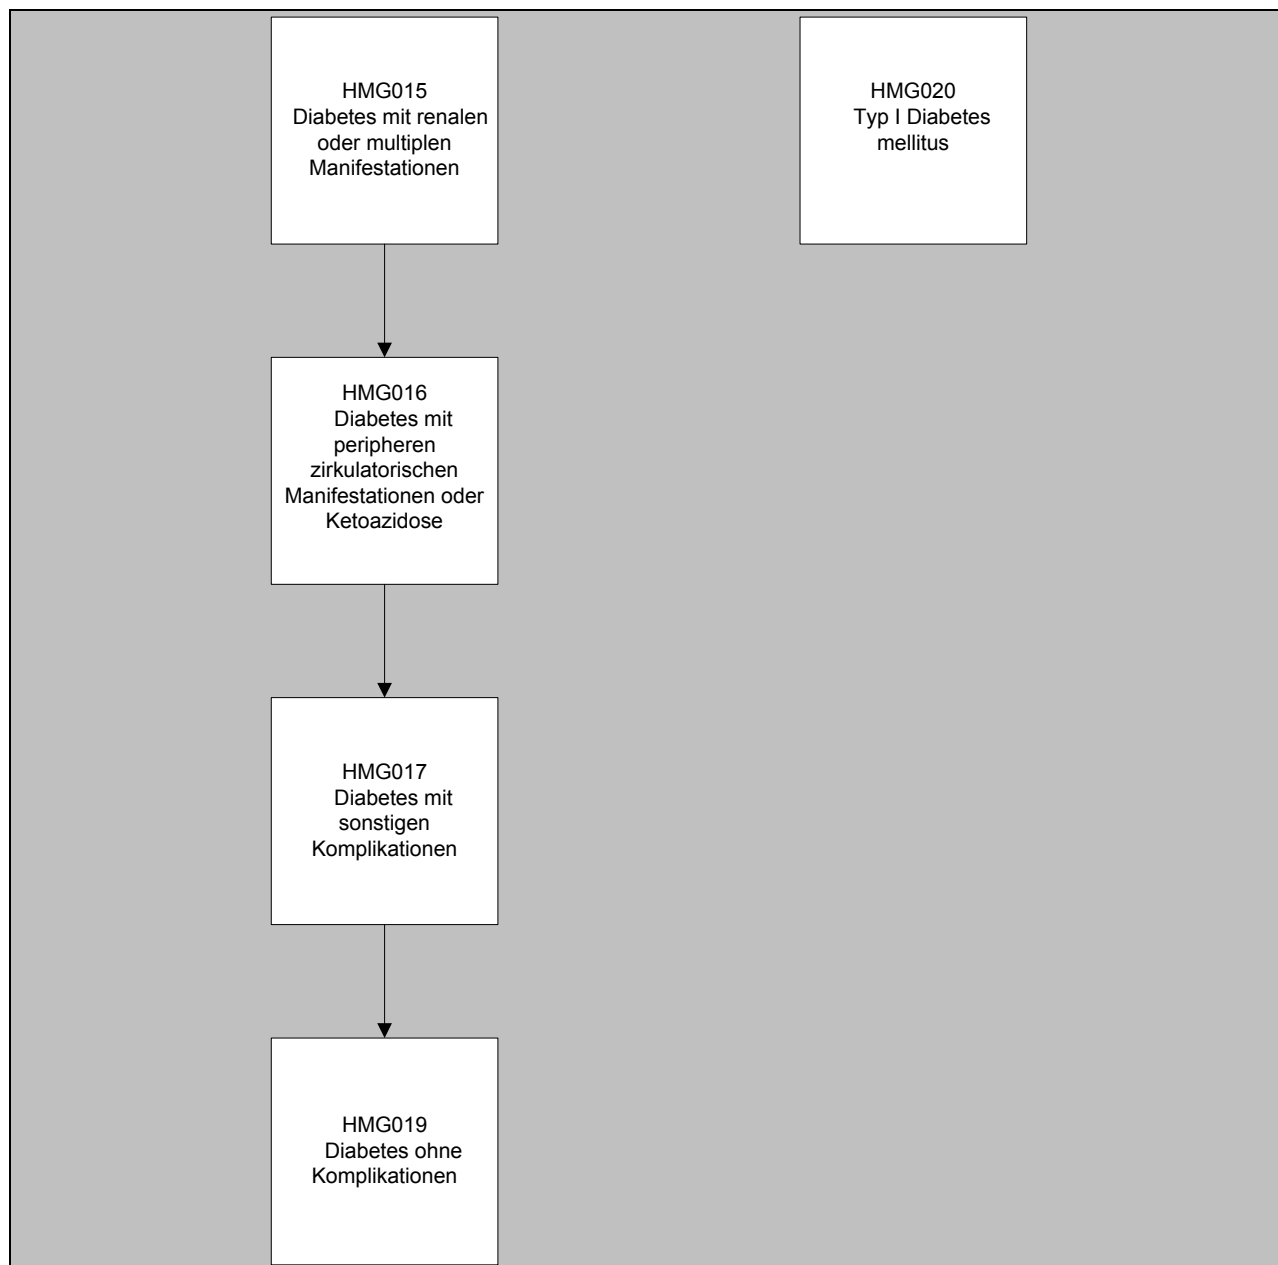 HMG015
Diabetes mit renalen
oder multiplen
Manifestationen
HMG020
Typ I Diabetes
mellitus
HMG016
Diabetes mit
peripheren
zirkulatorischen
Manifestationen oder
Ketoazidose
HMG017
Diabetes mit
sonstigen
Komplikationen
HMG019
Diabetes ohne
Komplikationen